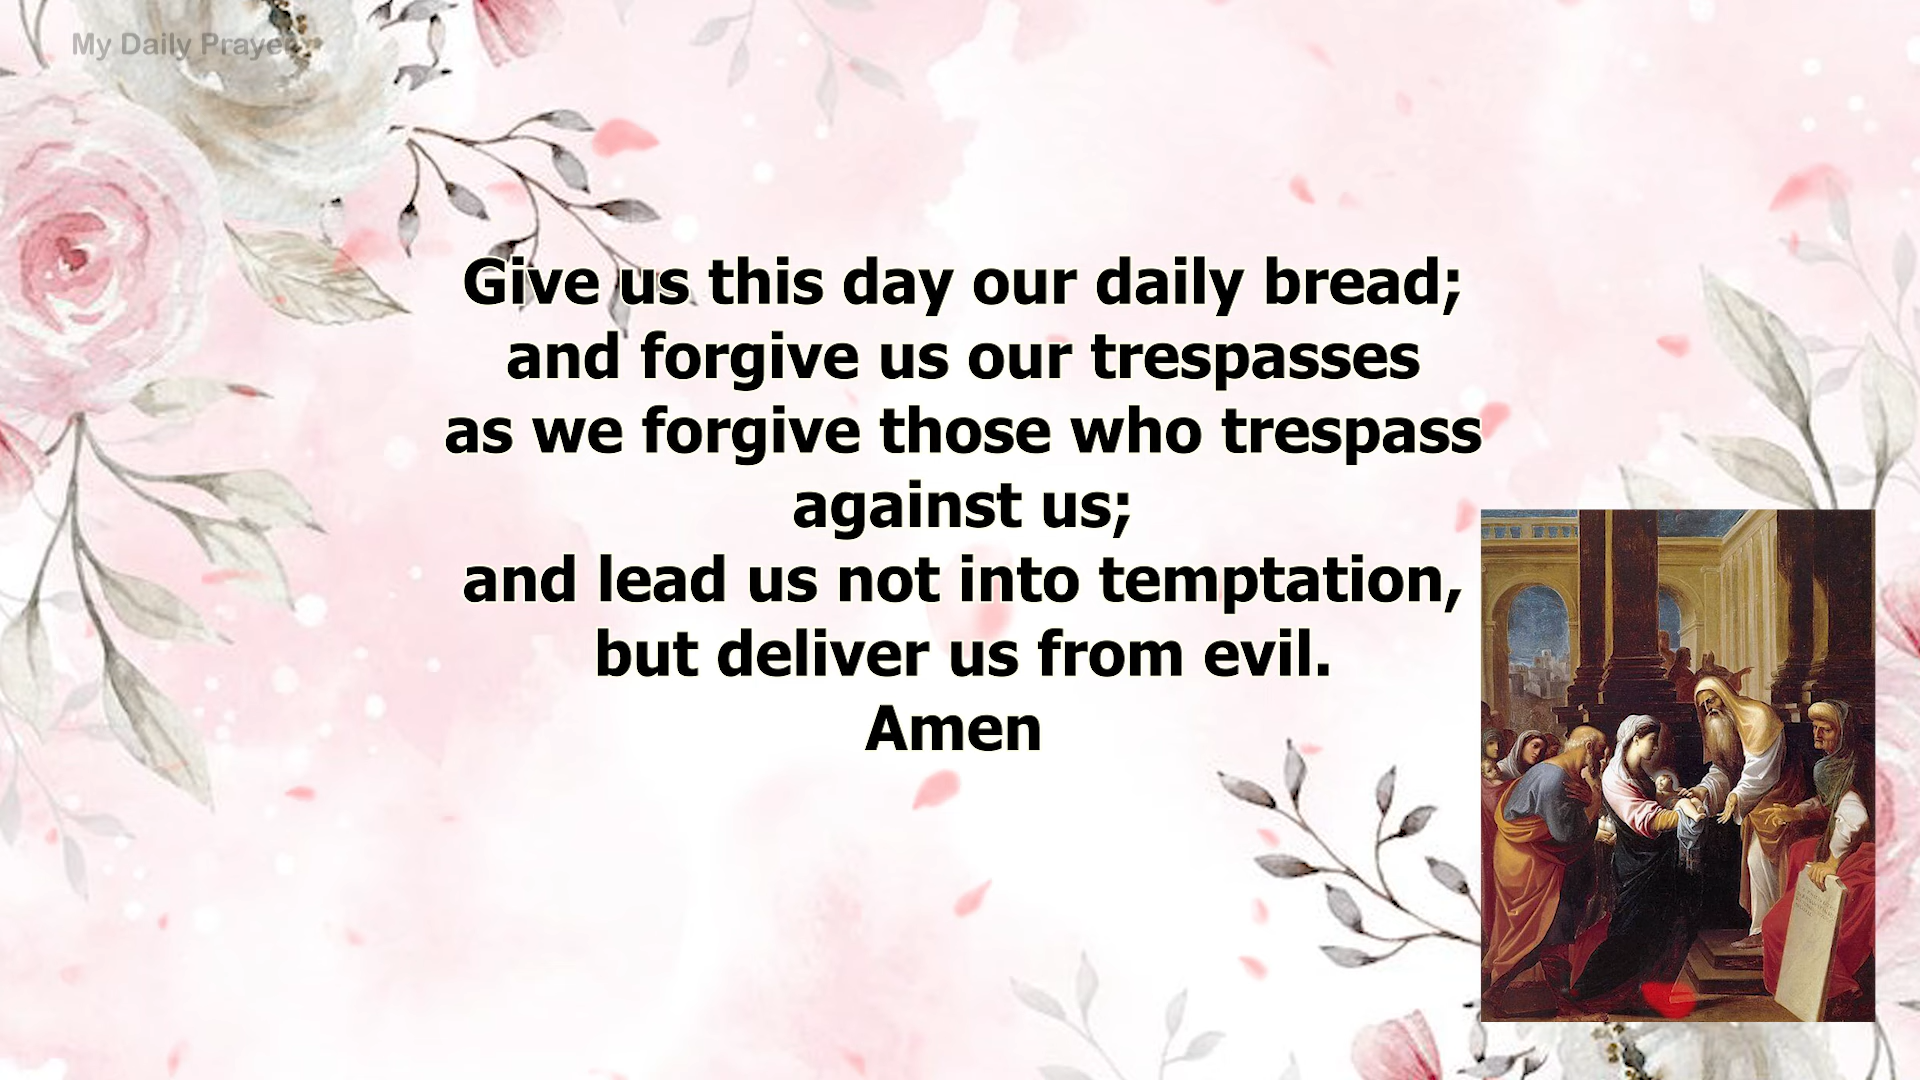 My Daily Prayer
Give us this day our daily bread;
and forgive us our trespasses
as we forgive those who trespass
against us;
and lead us not into temptation,
but deliver us from evil.
Amen